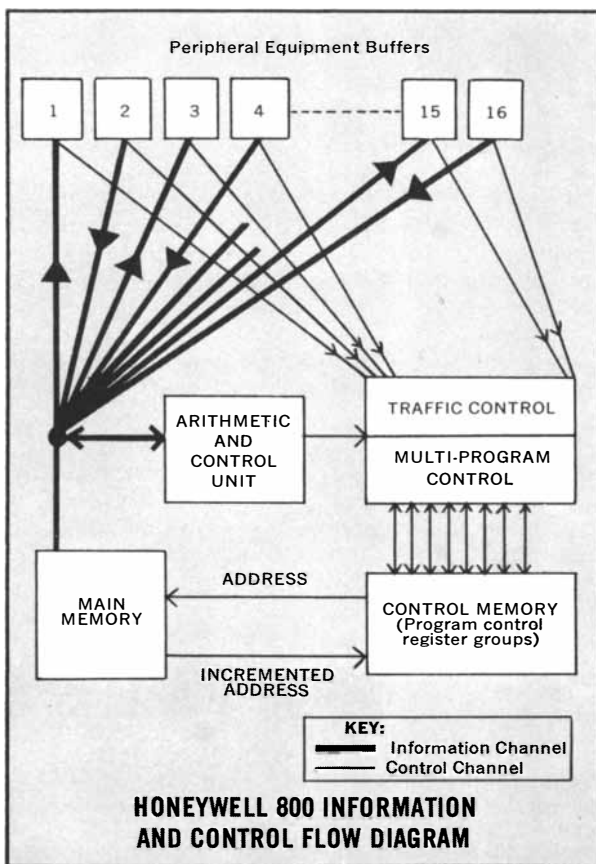 Peripheral Equipment Buffers
1 2 3 4 15 16
TRAFFIC CONTROL
ARITHMETIC
AND
CONTROL
UNIT
MULTI-PROGRAM
CONTROL
ADDRESS
MAIN
MEMORY
CONTROL MEMORY
(Program control
register groups)
INCREMENTED
ADDRESS
KEY:
Information Channel
Control Channel
HONEYWELL 800 INFORMATION
AND CONTROL FLOW DIAGRAM